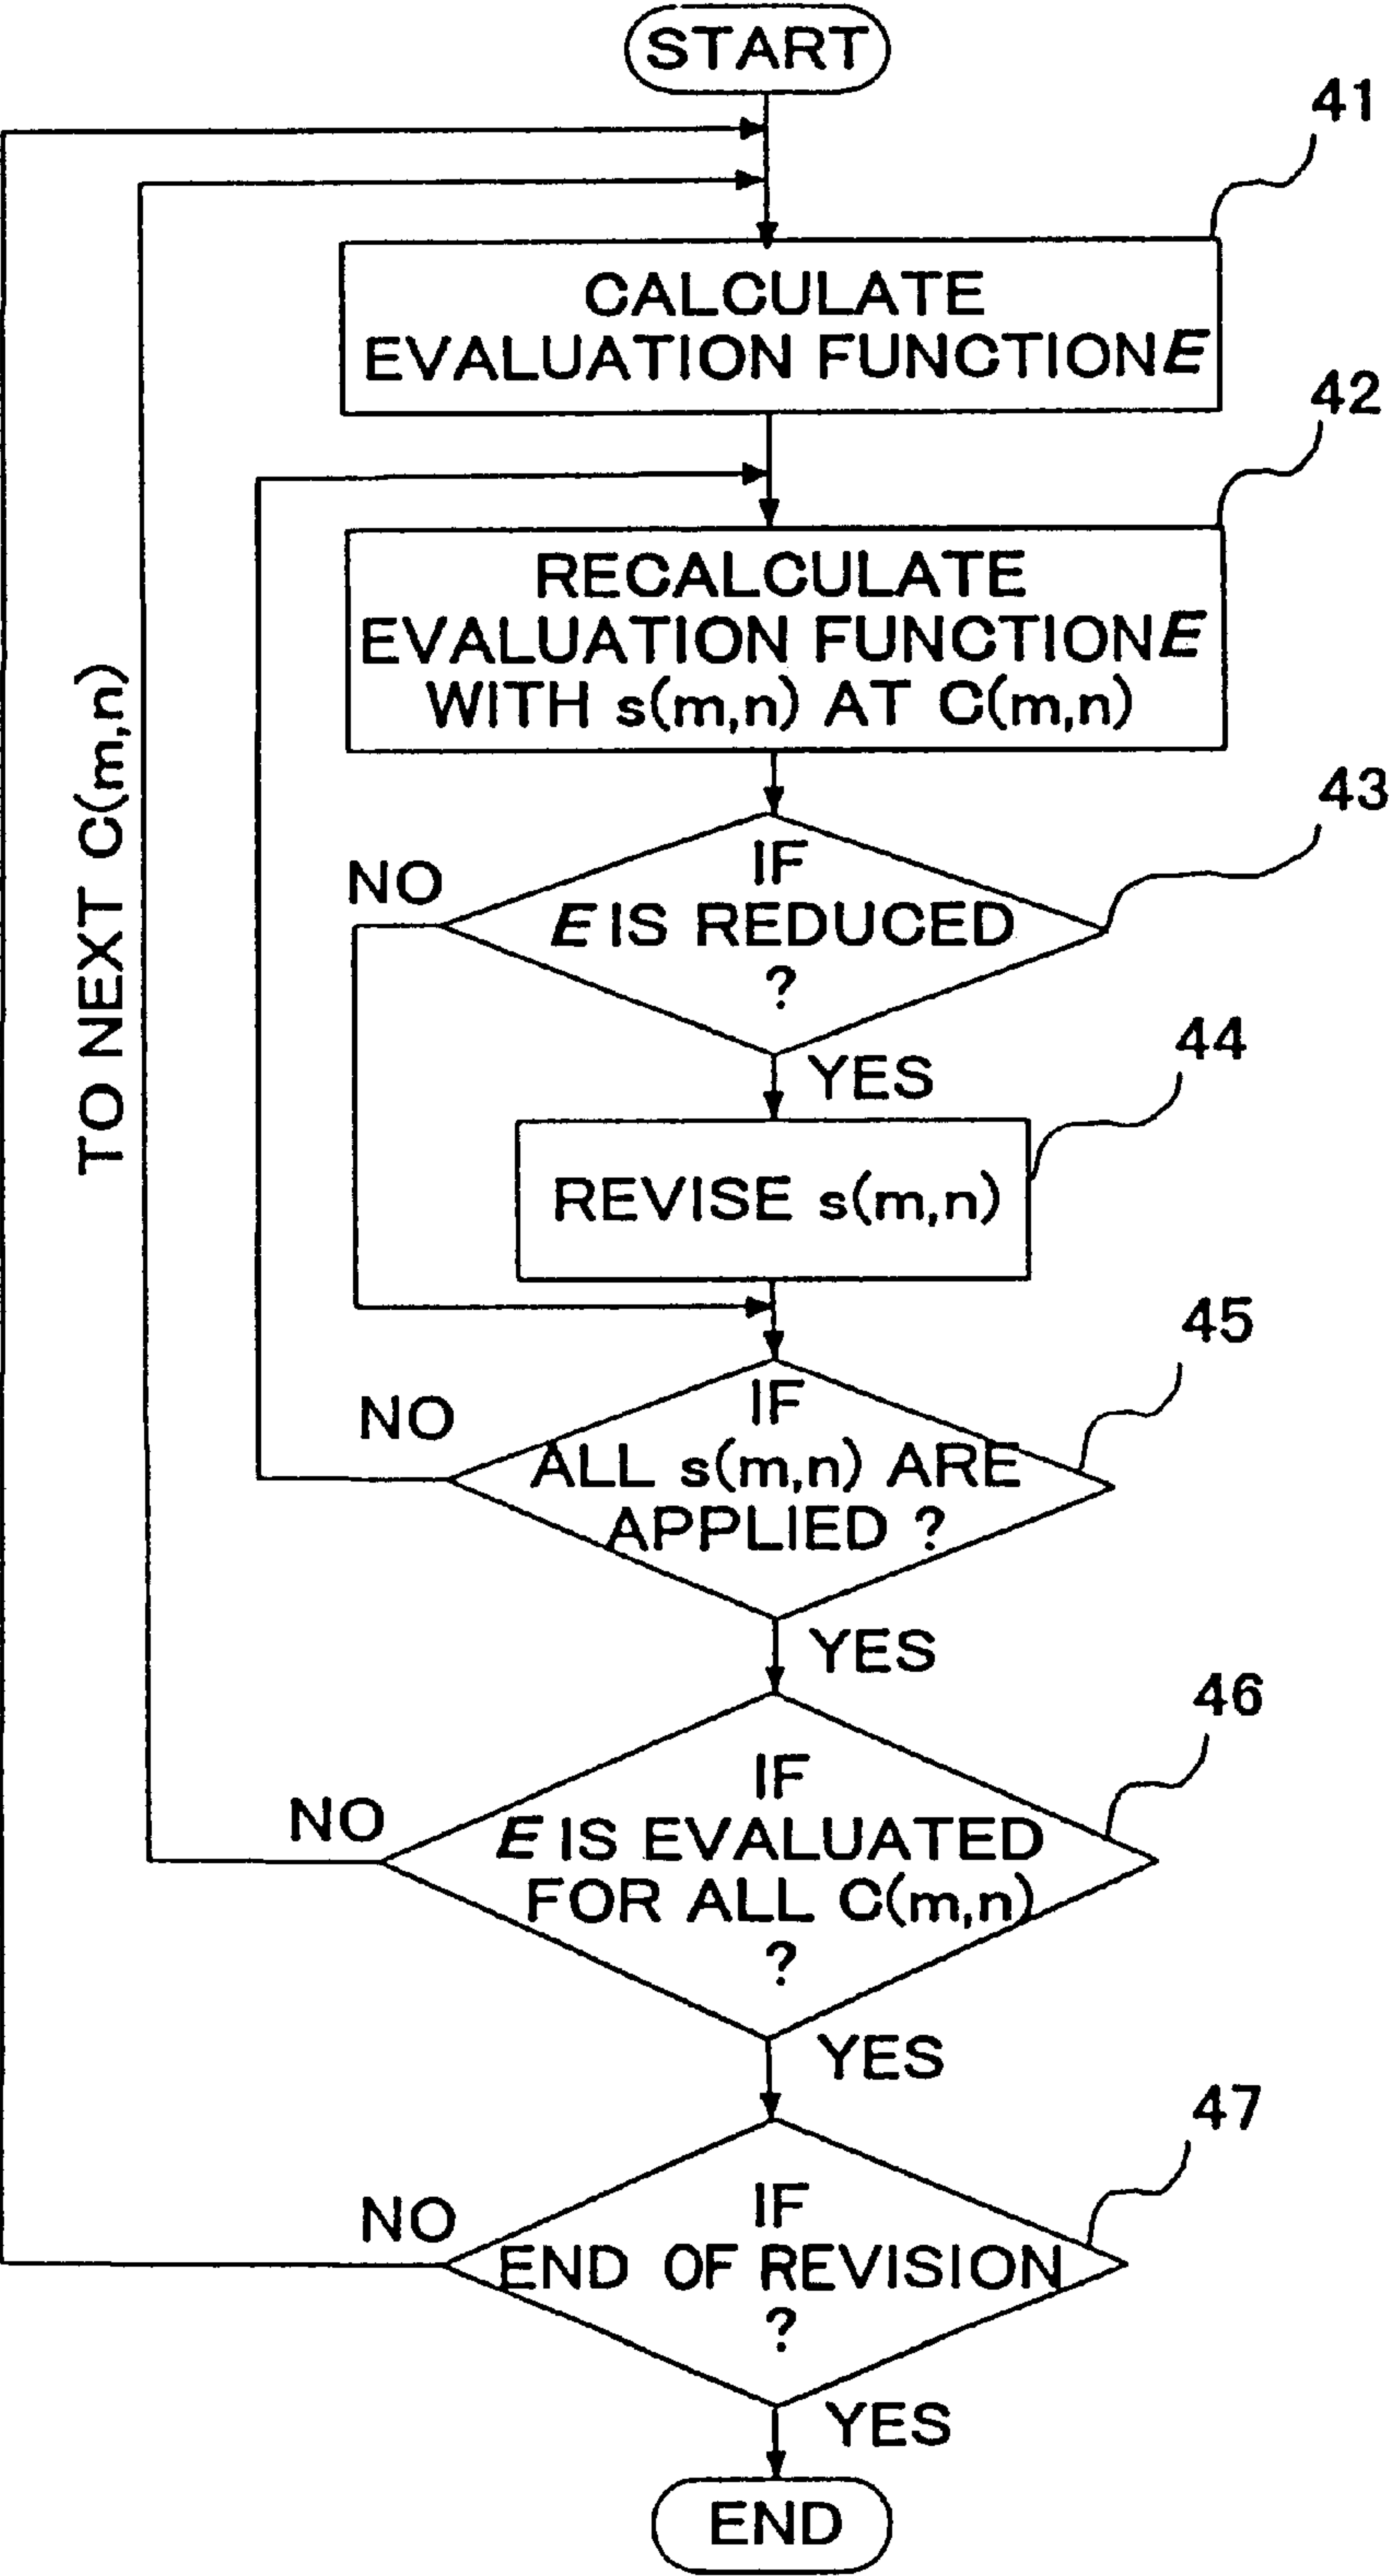 START
41
CALCULATE
EVALUATION FUNCTIONE
42
RECALCULATE
EVALUATION FUNCTIONE
WITH s(m,n) AT C(m,n)
TO NEXT C(m,n)
43
NO
IF
E IS REDUCED
?
YES
44
REVISE s(m,n)
45
NO
IF
ALL s(m,n) ARE
APPLIED ?
YES
46
NO
IF
E IS EVALUATED
FOR ALL C(m,n)
?
YES
47
NO
IF
END OF REVISION
?
YES
END